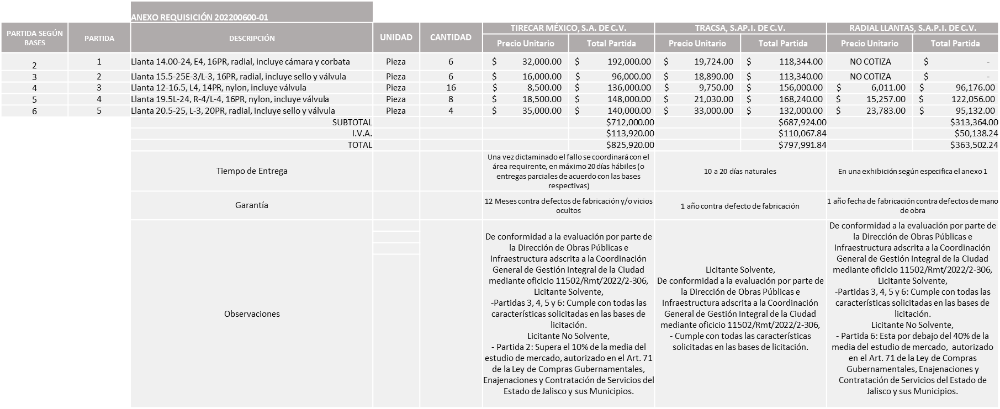 ANEXO REQUISICIÓN 202200600-01
PARTIDA SEGÚN BASES PARTIDA DESCRIPCIÓN UNIDAD CANTIDAD TIRECAR MÉXICO, S.A. DE C.V. TRACSA, S.AP.I. DE C.V. RADIAL LLANTAS, S.A.P.I. DE C.V.
Precio Unitario Total Partida Precio Unitario Total Partida Precio Unitario Total Partida
2 1 Llanta 14.00-24, E4, 16PR, radial, incluye cámara y corbata Pieza 6 $ 32,000.00 $ 192,000.00 $ 19,724.00 $ 118,344.00 NO COTIZA $ -
3 2 Llanta 15.5-25E-3/L-3, 16PR, radial, incluye sello y válvula Pieza 6 $ 16,000.00 $ 96,000.00 $ 18,890.00 $ 113,340.00 NO COTIZA $ -
4 3 Llanta 12-16.5, L4, 14PR, nylon, incluye válvula Pieza 16 $ 8,500.00 $ 136,000.00 $ 9,750.00 $ 156,000.00 $ 6,011.00 $ 96,176.00
5 4 Llanta 19.5L-24, R-4/L-4, 16PR, nylon, incluye válvula Pieza 8 $ 18,500.00 $ 148,000.00 $ 21,030.00 $ 168,240.00 $ 15,257.00 $ 122,056.00
6 5 Llanta 20.5-25, L-3, 20PR, radial, incluye sello y válvula Pieza 4 $ 35,000.00 $ 140,000.00 $ 33,000.00 $ 132,000.00 $ 23,783.00 $ 95,132.00
SUBTOTAL $712,000.00 $687,924.00 $313,364.00
I.V.A. $113,920.00 $110,067.84 $50,138.24
TOTAL $825,920.00 $797,991.84 $363,502.24
Tiempo de Entrega
Una vez dictaminado el fallo se coordinará con el
área requirente, en máximo 20 días hábiles (o
entregas parciales de acuerdo con las bases
respectivas)
10 a 20 días naturales
En una exhibición según especifica el anexo 1
Garantía
12 Meses contra defectos de fabricación y/o vicios
ocultos
1 año contra defecto de fabricación
1 año fecha de fabricación contra defectos de mano
de obra
Observaciones
De conformidad a la evaluación por parte de
la Dirección de Obras Públicas e
Infraestructura adscrita a la Coordinación
General de Gestión Integral de la Ciudad
mediante oficicio 11502/Rmt/2022/2-306,
Licitante Solvente,
-Partidas 3, 4, 5 y 6: Cumple con todas las
características solicitadas en las bases de
licitación.
Licitante No Solvente,
- Partida 2: Supera el 10% de la media del
estudio de mercado, autorizado en el Art. 71
de la Ley de Compras Gubernamentales,
Enajenaciones y Contratación de Servicios del
Estado de Jalisco y sus Municipios.
Licitante Solvente,
De conformidad a la evaluación por parte de
la Dirección de Obras Públicas e
Infraestructura adscrita a la Coordinación
General de Gestión Integral de la Ciudad
mediante oficicio 11502/Rmt/2022/2-306,
- Cumple con todas las características
solicitadas en las bases de licitación.
De conformidad a la evaluación por parte de
la Dirección de Obras Públicas e
Infraestructura adscrita a la Coordinación
General de Gestión Integral de la Ciudad
mediante oficicio 11502/Rmt/2022/2-306,
Licitante Solvente,
-Partidas 3, 4, 5 y 6: Cumple con todas las
características solicitadas en las bases de
licitación.
Licitante No Solvente,
- Partida 6: Esta por debajo del 40% de la
media del estudio de mercado, autorizado
en el Art. 71 de la Ley de Compras
Gubernamentales, Enajenaciones y
Contratación de Servicios del Estado de
Jalisco y sus Municipios.